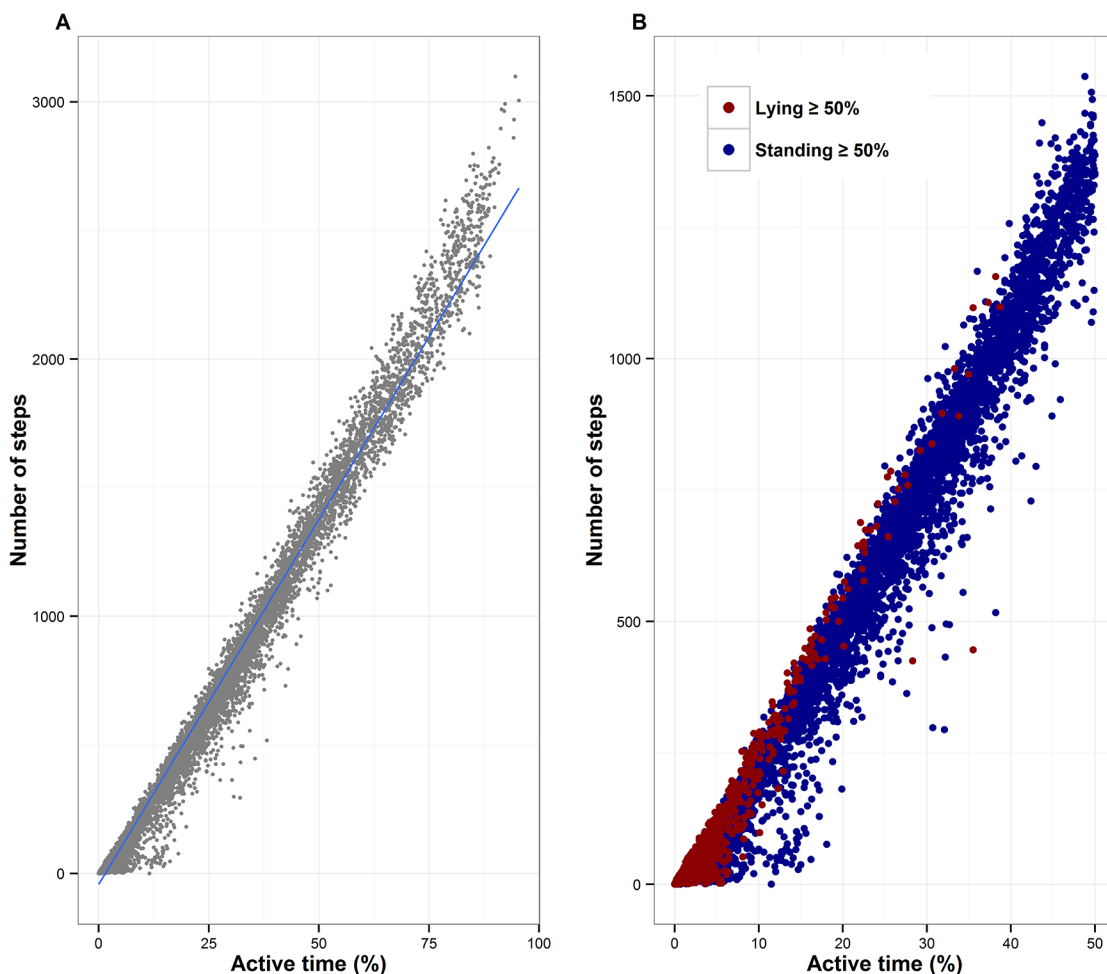 A
B
3000
2000
1000
0
Number of steps
0
25
50
75
100
Active time (%)
1500
1000
500
0
Number of steps
Lying ≥ 50%
Standing ≥ 50%
0
10
20
30
40
50
Active time (%)